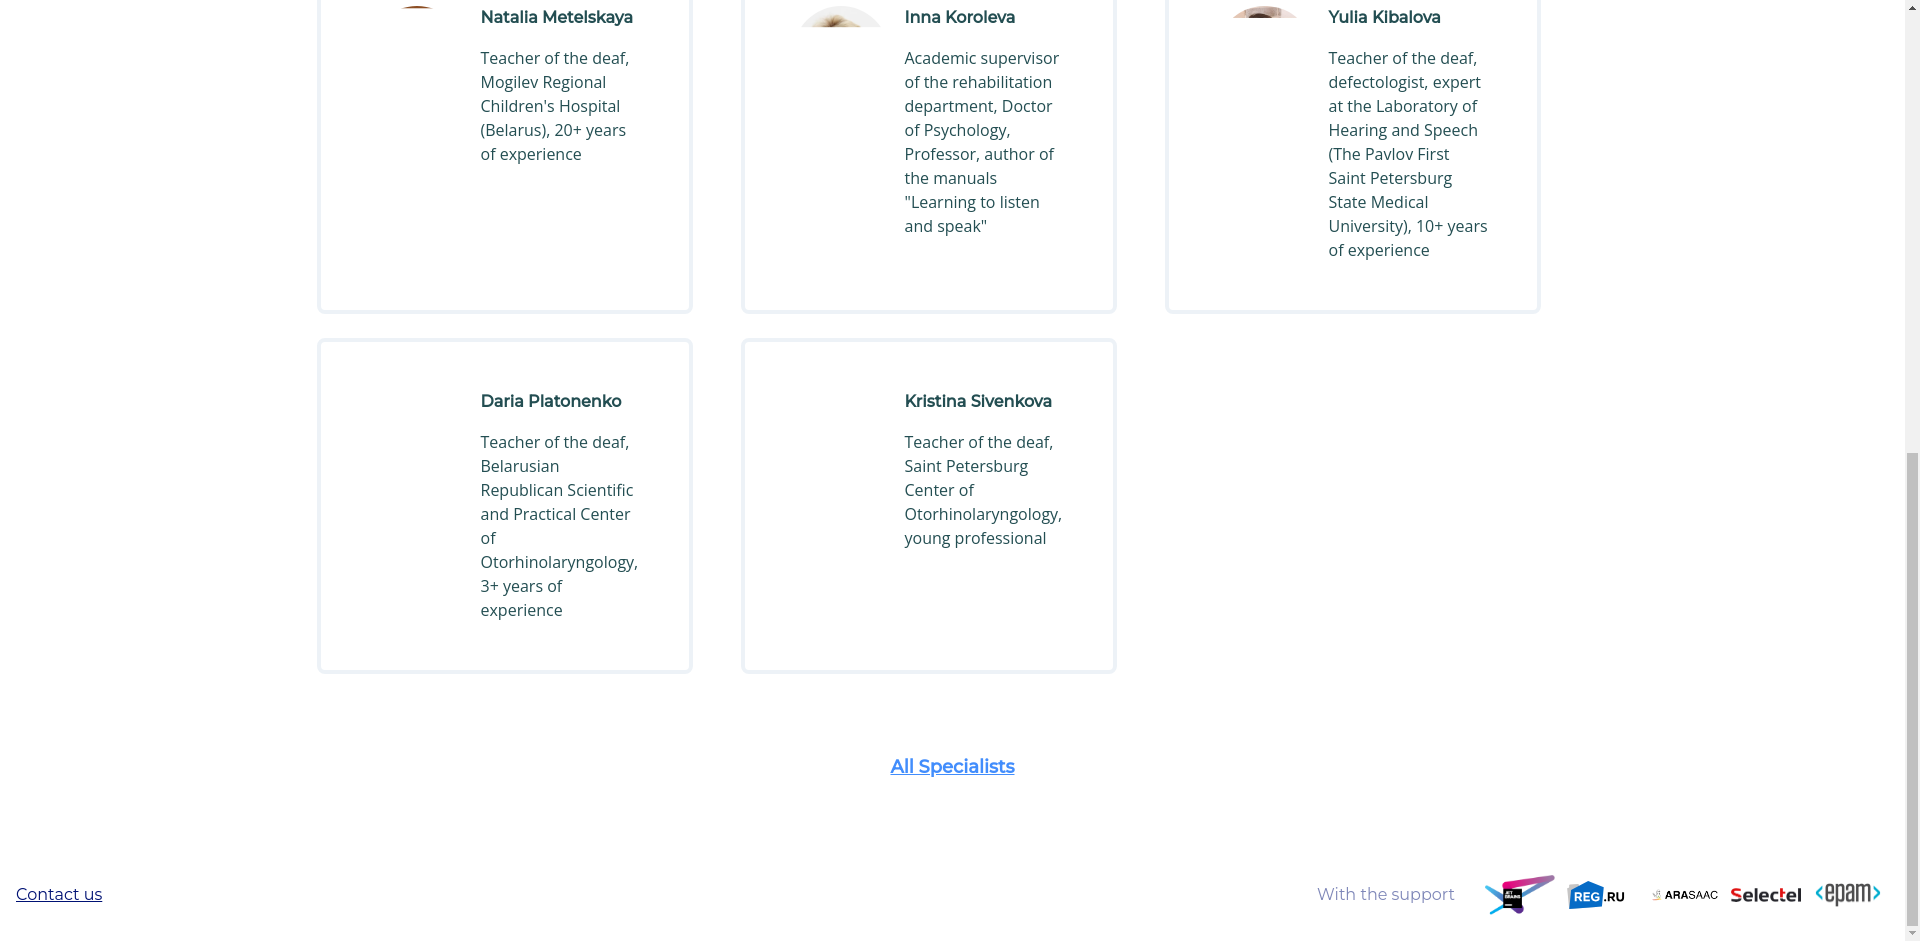 Natalia Metelskaya
Teacher of the deaf,
Mogilev Regional
Children's Hospital
(Belarus), 20+ years
of experience
Inna Koroleva
Academic supervisor
of the rehabilitation
department, Doctor
of Psychology,
Professor, author of
the manuals
"Learning to listen
and speak"
Yulia Kibalova
Teacher of the deaf,
defectologist, expert
at the Laboratory of
Hearing and Speech
(The Pavlov First
Saint Petersburg
State Medical
University), 10+ years
of experience
Daria Platonenko
Teacher of the deaf,
Belarusian
Republican Scientific
and Practical Center
of
Otorhinolaryngology,
3+ years of
experience
Kristina Sivenkova
Teacher of the deaf,
Saint Petersburg
Center of
Otorhinolaryngology,
young professional
All Specialists
Contact us
With the support
JET
BRAINS
REG.RU
ARASAAC
Selectel
<epam>